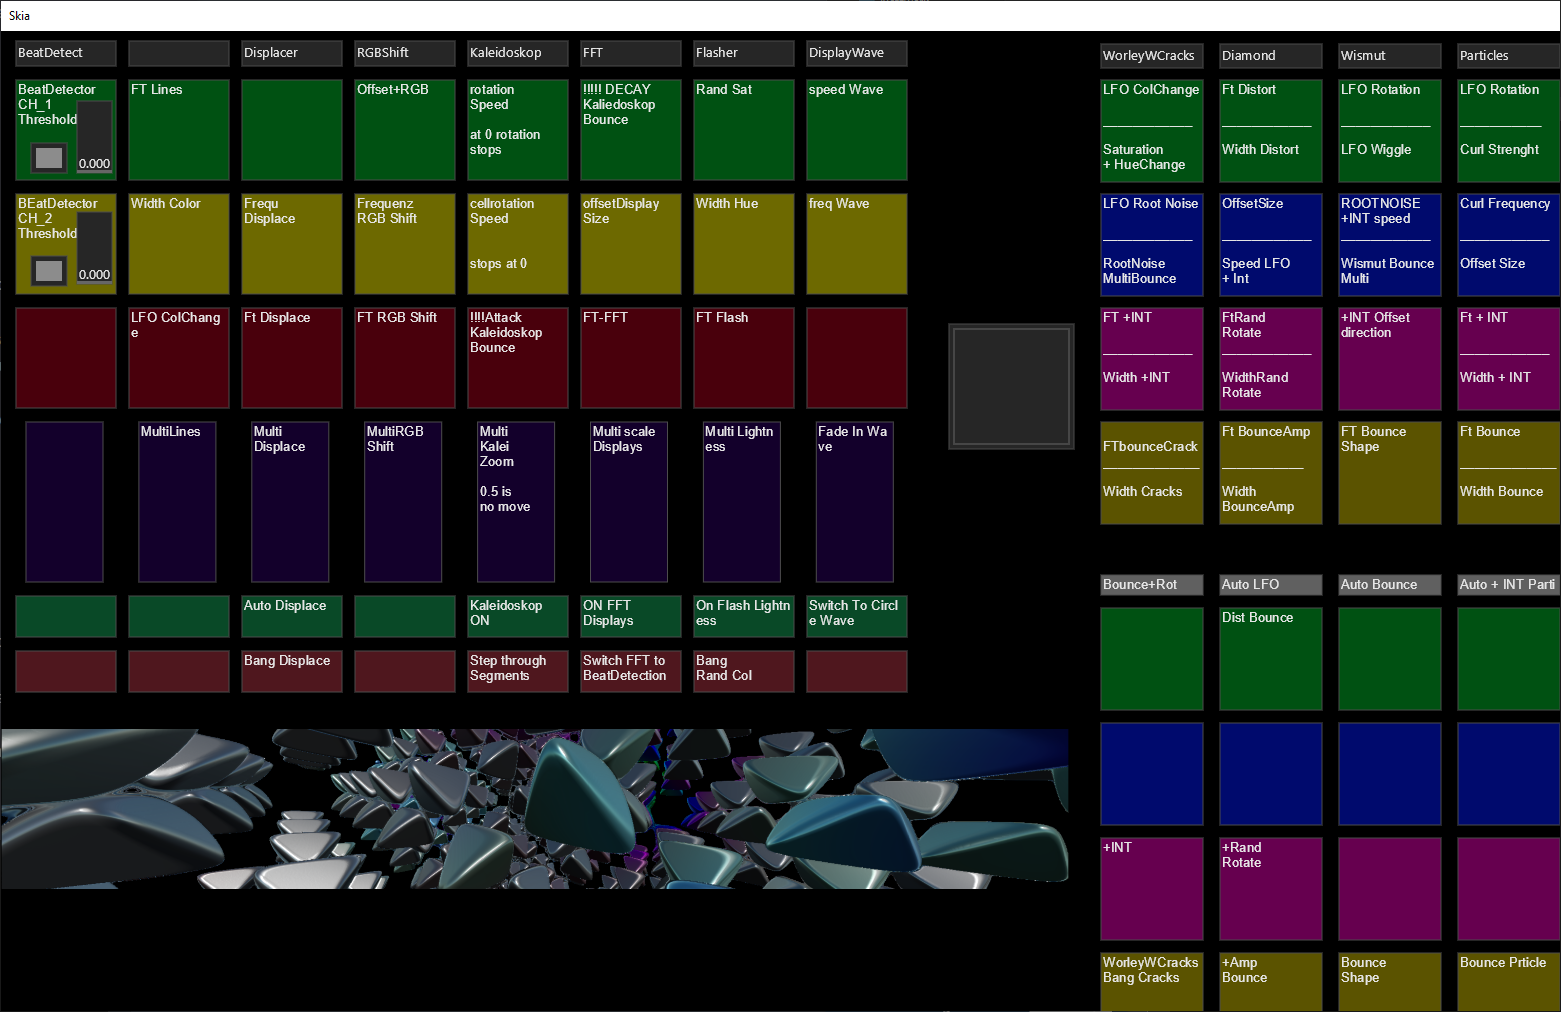 Skia
BeatDetect
Displacer
RGBShift
Kaleidoskop
FFT
Flasher
DisplayWave
BeatDetector
CH_1
Threshold
0.000
FT Lines
Offset+RGB
rotation
Speed
at 0 rotation
stops
!!!!! DECAY
Kaliedoskop
Bounce
Rand Sat
speed Wave
BEatDetector
CH_2
Threshold
0.000
Width Color
Frequ
Displace
Frequenz
RGB Shift
cellrotation
Speed
stops at 0
offsetDisplay
Size
Width Hue
freq Wave
LFO ColChang
e
Ft Displace
FT RGB Shift
!!!!Attack
Kaleidoskop
Bounce
FT-FFT
FT Flash
MultiLines
Multi
Displace
MultiRGB
Shift
Multi
Kalei
Zoom
0.5 is
no move
Multi scale
Displays
Multi Lightn
ess
Fade In Wa
ve
Auto Displace
Kaleidoskop
ON
ON FFT
Displays
On Flash Lightn
ess
Switch To Circl
e Wave
Bang Displace
Step through
Segments
Switch FFT to
BeatDetection
Bang
Rand Col
WorleyWCracks
Diamond
Wismut
Particles
LFO ColChange
Saturation
+ HueChange
Ft Distort
Width Distort
LFO Rotation
LFO Wiggle
LFO Rotation
Curl Strenght
LFO Root Noise
RootNoise
MultiBounce
OffsetSize
Speed LFO
+ Int
ROOTNOISE
+INT speed
Wismut Bounce
Multi
Curl Frequency
Offset Size
FT +INT
Width +INT
FtRand
Rotate
WidthRand
Rotate
+INT Offset
direction
Ft + INT
Width + INT
FTbounceCrack
Width Cracks
Ft BounceAmp
Width
BounceAmp
FT Bounce
Shape
Ft Bounce
Width Bounce
Bounce+Rot
Auto LFO
Auto Bounce
Auto + INT Parti
Dist Bounce
+INT
+Rand
Rotate
WorleyWCracks
Bang Cracks
+Amp
Bounce
Bounce
Shape
Bounce Prticle